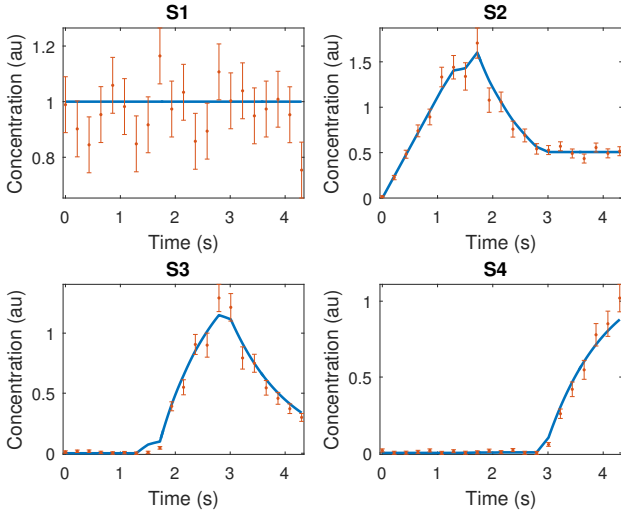 S1
S2
1.2
1
0.8
Concentration (au)
0 1 2 3 4
Time (s)
1.5
1.0
0.5
0.0
Concentration (au)
0 1 2 3 4
Time (s)
S3
S4
1
0.5
0
Concentration (au)
0 1 2 3 4
Time (s)
1
0.5
0
Concentration (au)
0 1 2 3 4
Time (s)